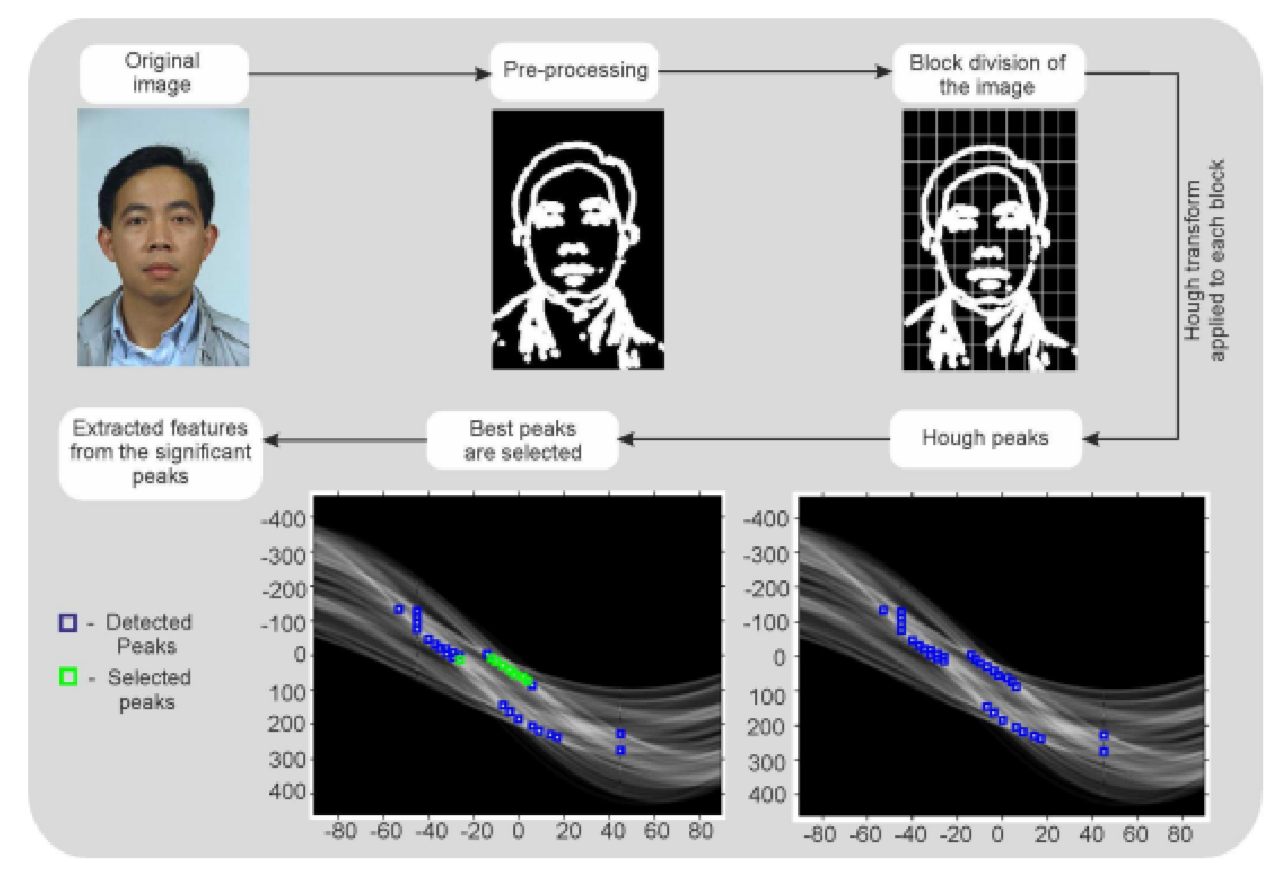 Original
image
Pre-processing
Block division of
the image
Hough transform
applied to each block
Extracted features
from the significant
peaks
Best peaks
are selected
Hough peaks
-400
-300
-200
-100
0
100
200
300
400
-80 -60 -40 -20 0 20 40 60 80
-400
-300
-200
-100
0
100
200
300
400
-80 -60 -40 -20 0 20 40 60 80
- Detected
Peaks
- Selected
peaks